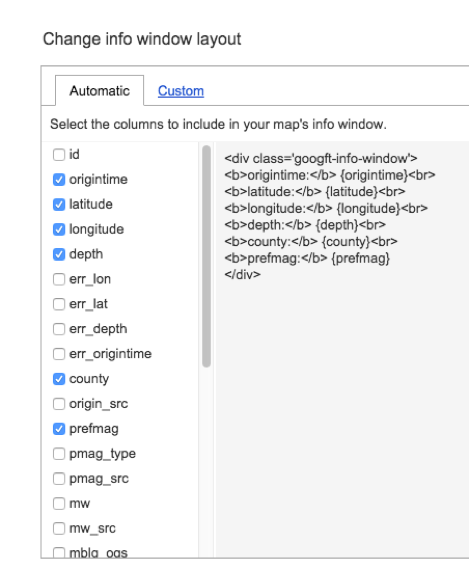 Change info window layout
Automatic
Custom
Select the columns to include in your map's info window.
id
origintime
latitude
longitude
depth
err_lon
err_lat
err_depth
err_origintime
county
origin_src
prefmag
pmag_type
pmag_src
mw
mw_src
mblg_ogs
<div class='googft-info-window'>
<b>origintime:</b> {origintime}<br>
<b>latitude:</b> {latitude}<br>
<b>longitude:</b> {longitude}<br>
<b>depth:</b> {depth}<br>
<b>county:</b> {county}<br>
<b>prefmag:</b> {prefmag}
</div>